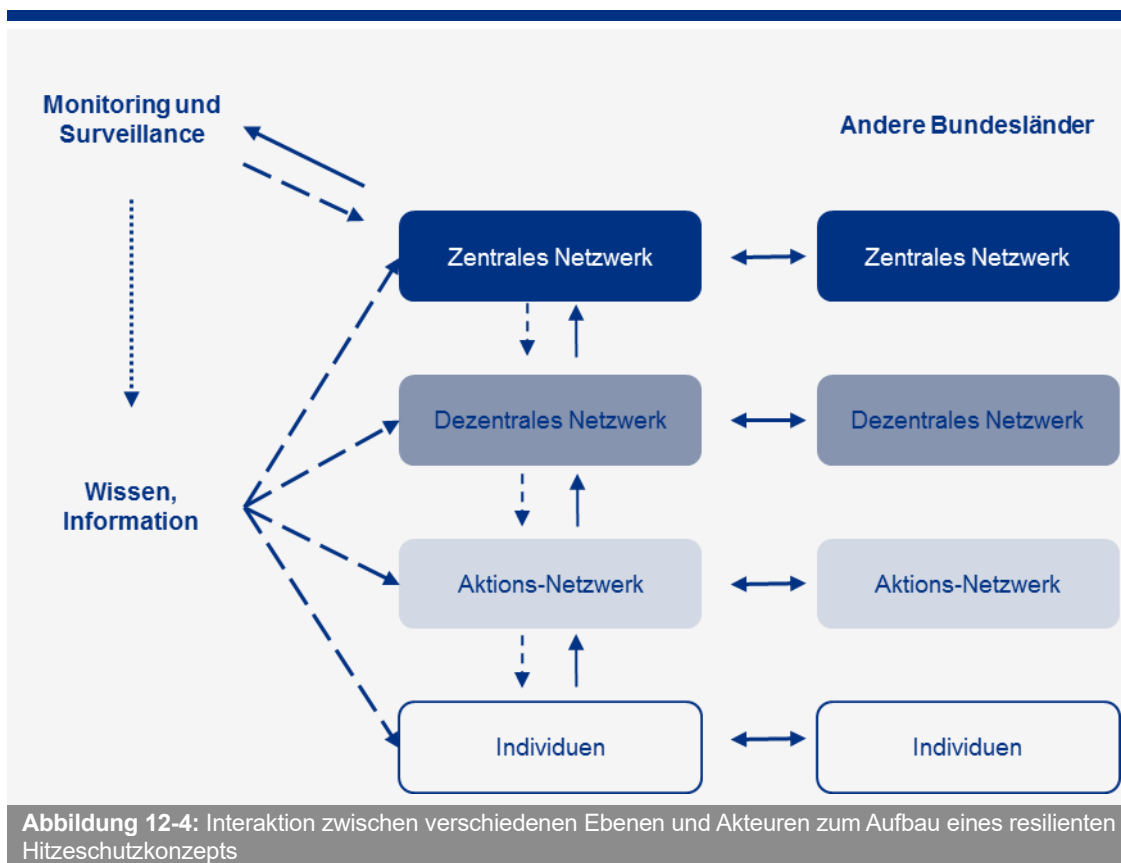 Monitoring und
Surveillance
Andere Bundesländer
Zentrales Netzwerk
Zentrales Netzwerk
Dezentrales Netzwerk
Dezentrales Netzwerk
Wissen,
Information
Aktions-Netzwerk
Aktions-Netzwerk
Individuen
Individuen
Abbildung 12-4: Interaktion zwischen verschiedenen Ebenen und Akteuren zum Aufbau eines resilienten
Hitzeschutzkonzepts